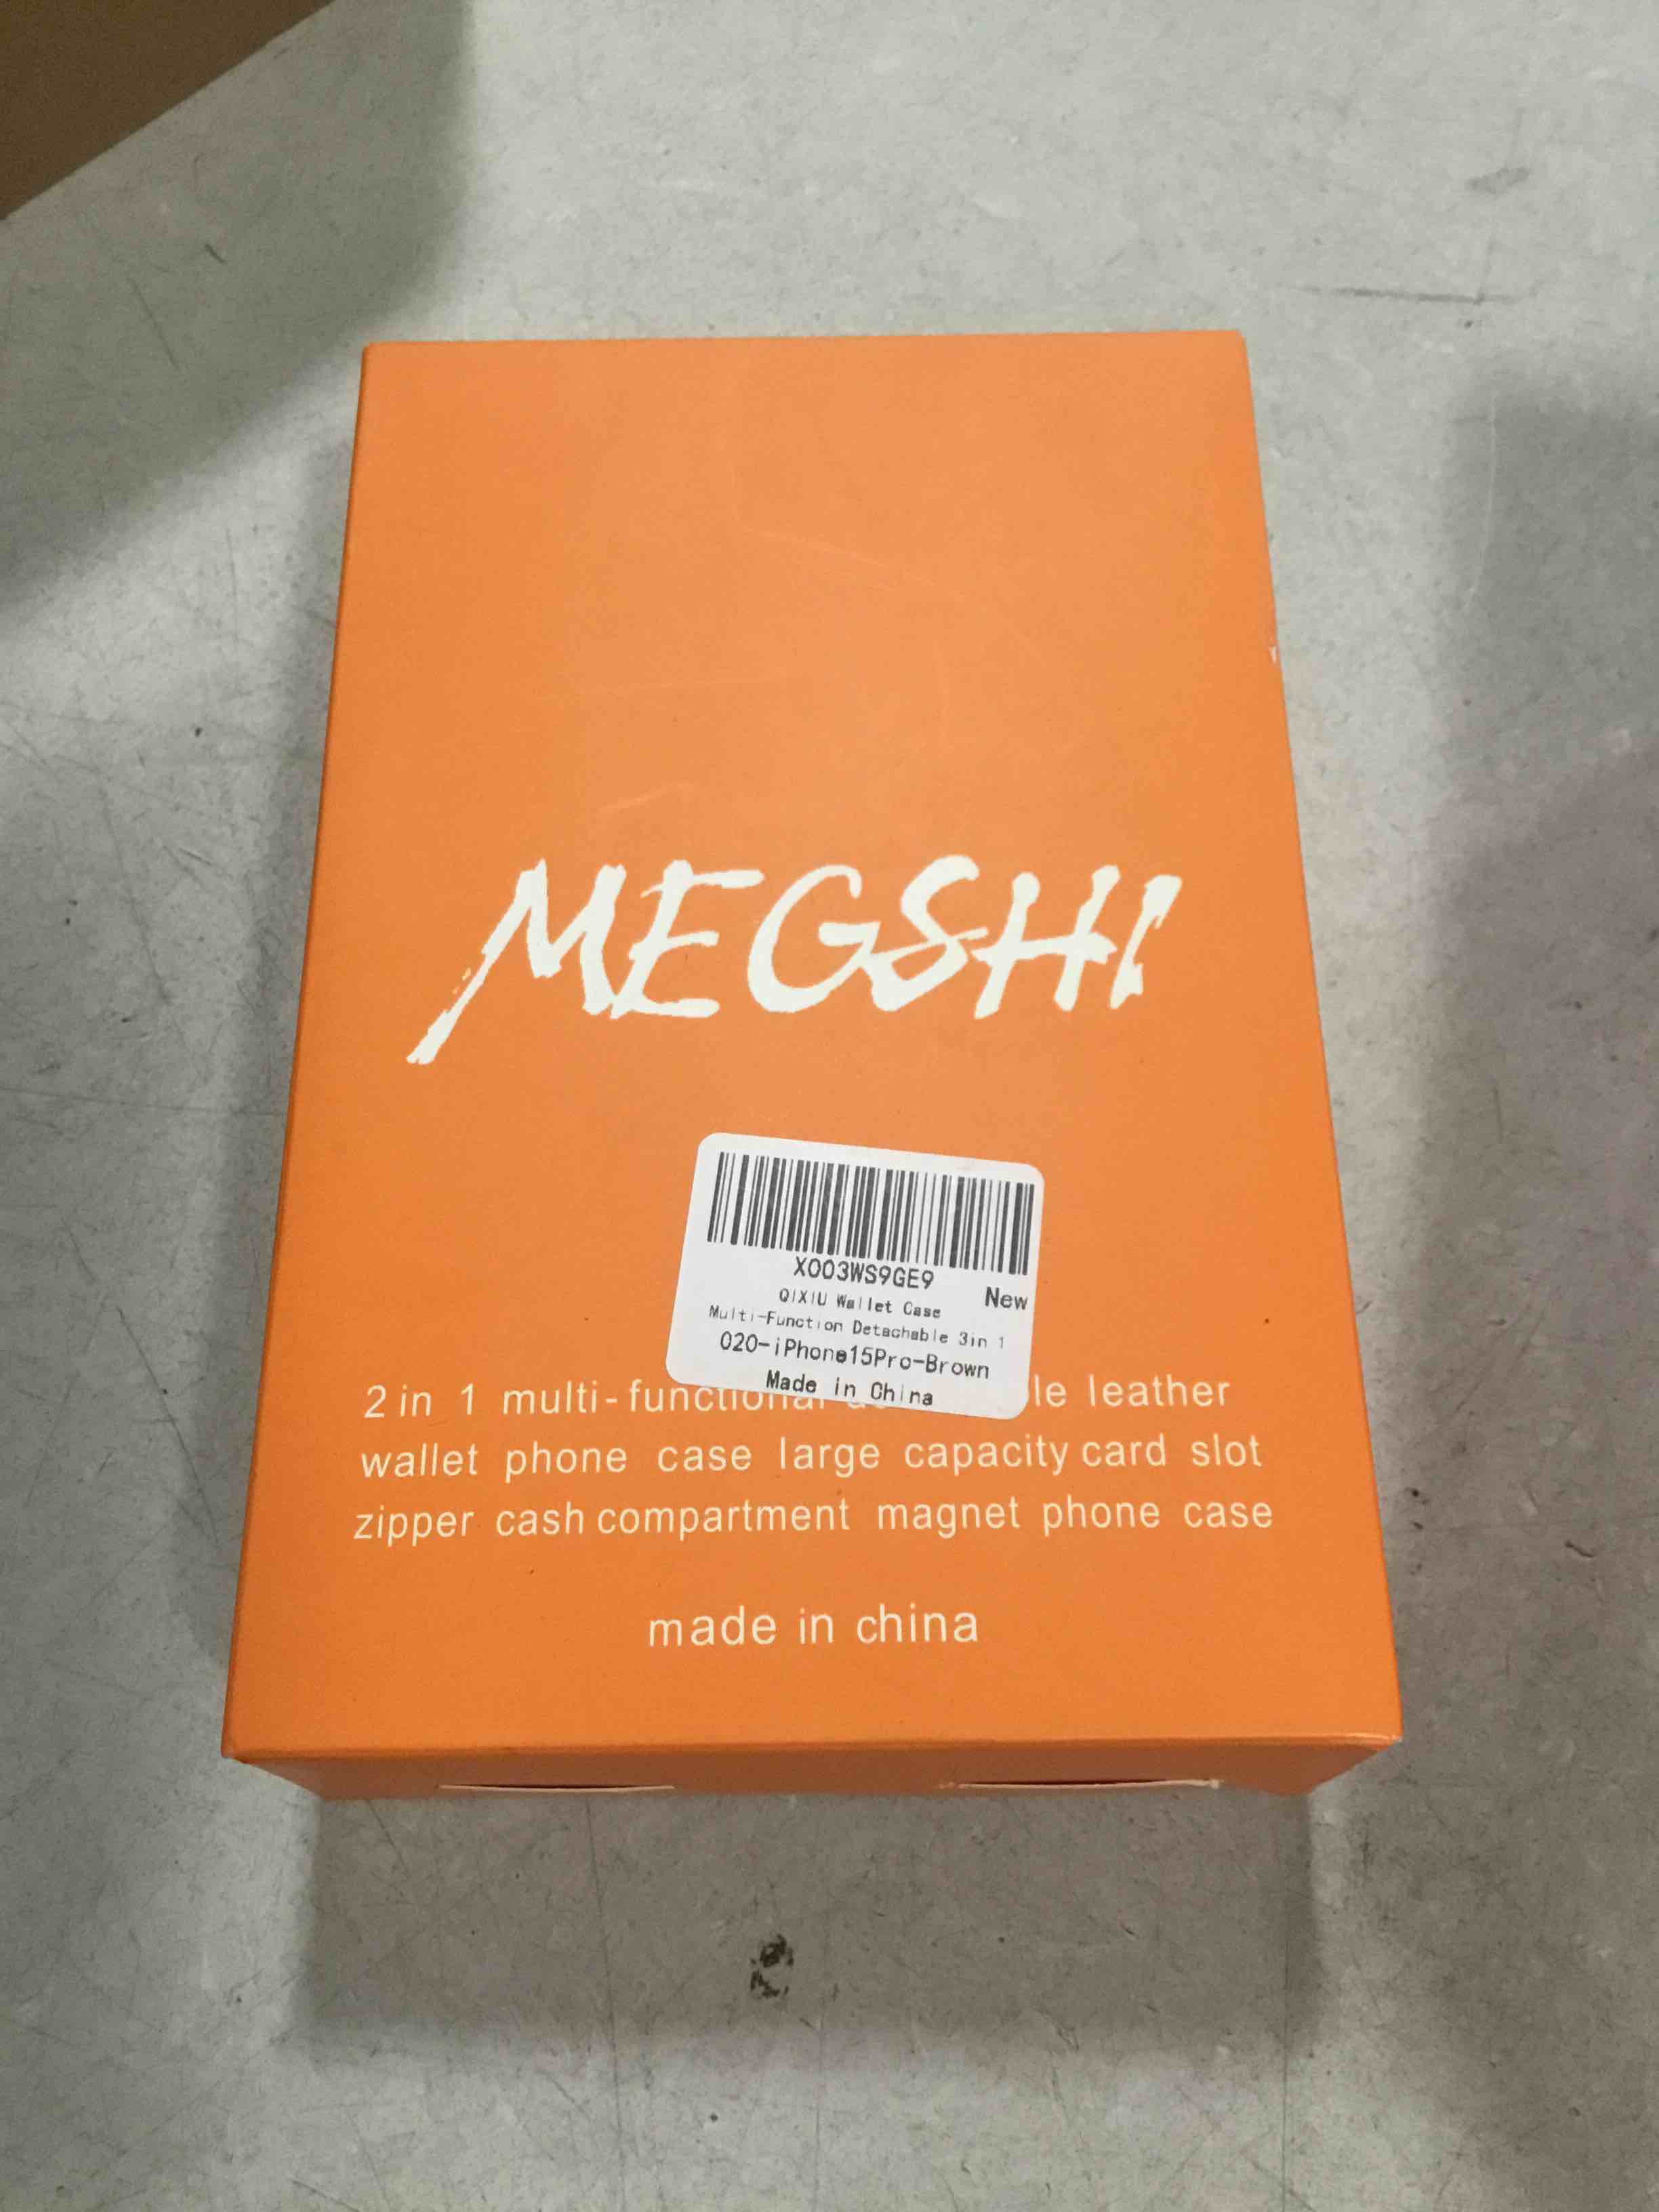 MEGSHI
X003WS9GE9
New
QIXIU Wallet Case
Multi-Function Detachable 3in 1
020-iPhone15Pro-Brown
Made in China
2 in 1 multi-functional le leather
wallet phone case large capacity card slot
zipper cash compartment magnet phone case
made in china